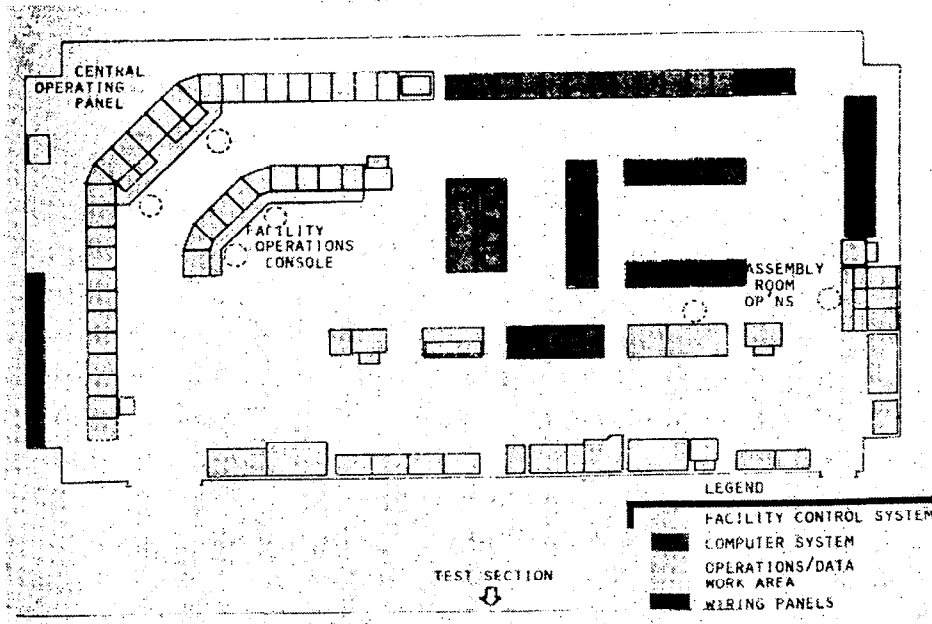 CENTRAL
OPERATING
PANEL
FACILITY
OPERATIONS
CONSOLE
ASSEMBLY
ROOM
OP'NS
LEGEND
FACILITY CONTROL SYSTEM
COMPUTER SYSTEM
OPERATIONS/DATA
WORK AREA
WIRING PANELS
TEST SECTION